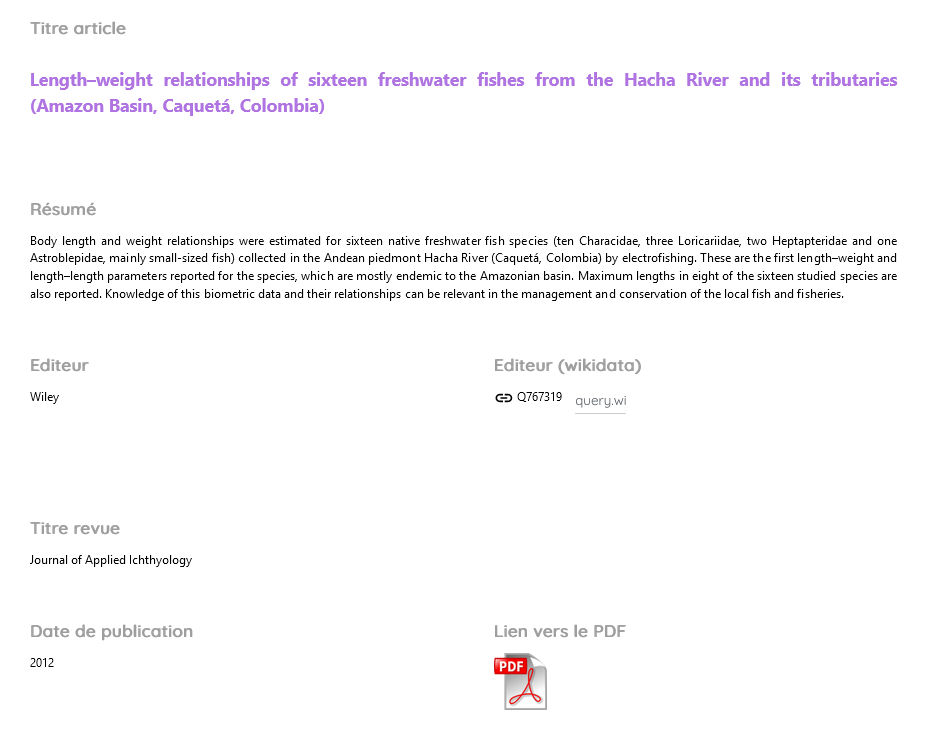 Titre article
Length–weight relationships of sixteen freshwater fishes from the Hacha River and its tributaries
(Amazon Basin, Caquetá, Colombia)
Résumé
Body length and weight relationships were estimated for sixteen native freshwater fish species (ten Characidae, three Loricariidae, two Heptapteridae and one
Astroblepidae, mainly small-sized fish) collected in the Andean piedmont Hacha River (Caquetá, Colombia) by electrofishing. These are the first length–weight and
length–length parameters reported for the species, which are mostly endemic to the Amazonian basin. Maximum lengths in eight of the sixteen studied species are
also reported. Knowledge of this biometric data and their relationships can be relevant in the management and conservation of the local fish and fisheries.
Editeur
Editeur (wikidata)
Wiley
Q767319 query.wi
Titre revue
Journal of Applied Ichthyology
Date de publication
Lien vers le PDF
2012
PDF